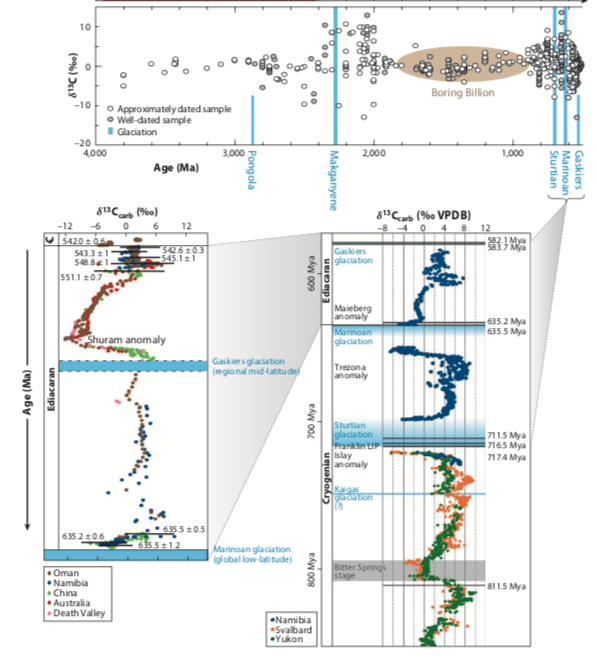 δ¹³C (‰)
10
0
−10
−20
Boring Billion
Approximately dated sample
Well-dated sample
Glaciation
4,000
3,000
2,000
1,000
Age (Ma)
Pongola
Makganyene
Sturtian
Marinoan
Gaskiers
δ¹³Ccarb (‰)
−12
−6
0
6
12
542.0 ± 0.6
542.6 ± 0.3
543.3 ± 1
545.1 ± 1
548.8 ± 1
551.1 ± 0.7
Shuram anomaly
Gaskiers glaciation
(regional mid-latitude)
Age (Ma)
Ediacaran
635.5 ± 0.5
635.2 ± 0.6
635.5 ± 1.2
Marinoan glaciation
(global low-latitude)
Oman
Namibia
China
Australia
Death Valley
δ¹³Ccarb (‰ VPDB)
−8
−4
0
4
8
12
582.1 Mya
583.7 Mya
Gaskiers
glaciation
600 Mya
Ediacaran
Maieberg
anomaly
635.2 Mya
635.5 Mya
Marinoan
glaciation
Trezona
anomaly
700 Mya
Sturtian
glaciation
711.5 Mya
Franklin LIP
716.5 Mya
Islay
anomaly
717.4 Mya
Cryogenian
Kaigas
glaciation
(?)
Bitter Springs
stage
800 Mya
811.5 Mya
Namibia
Svalbard
Yukon